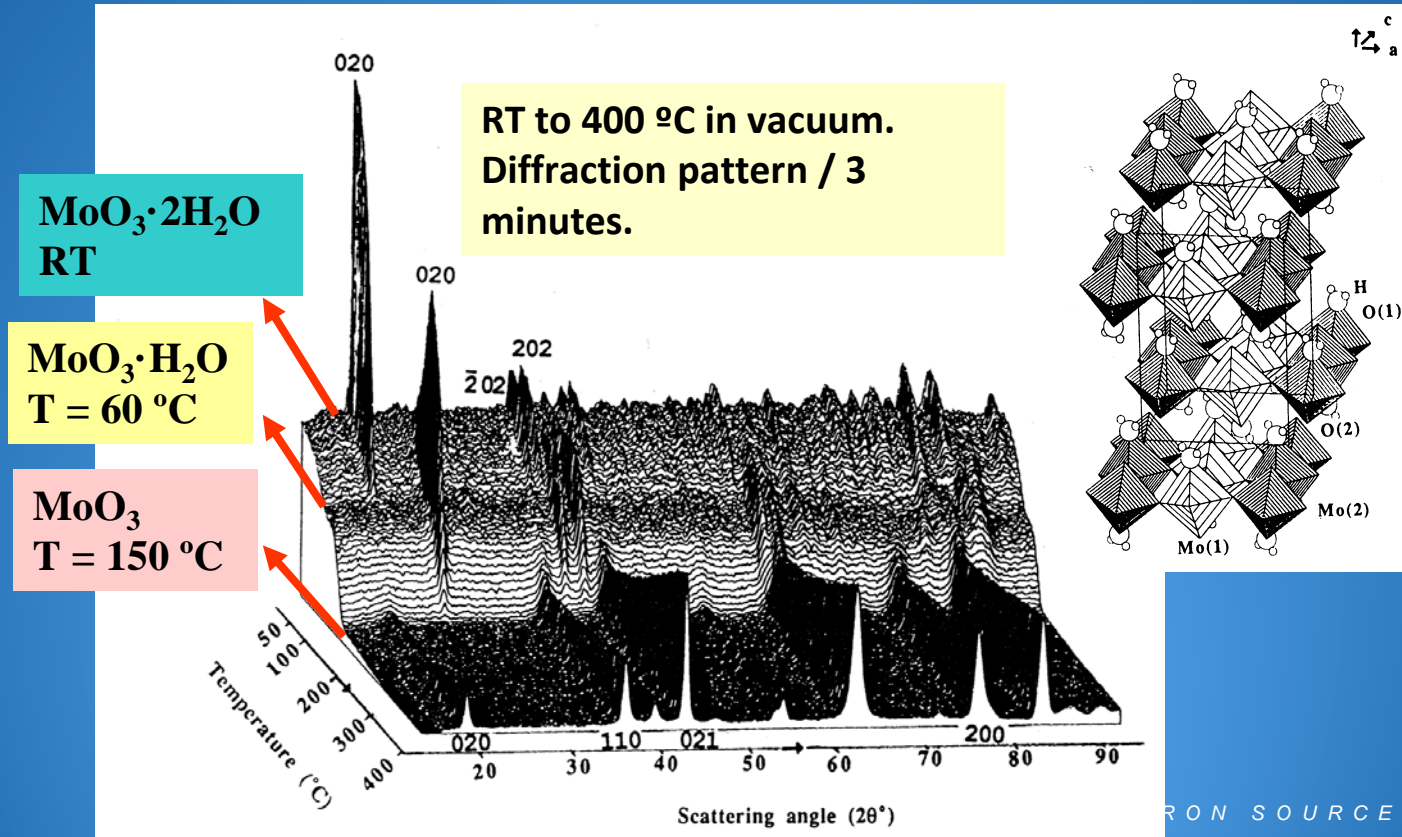 020
RT to 400 ºC in vacuum.
Diffraction pattern / 3
minutes.
c
a
MoO₃·2H₂O
RT
020
MoO₃·H₂O
T = 60 ºC
202
2̅02
MoO₃
T = 150 ºC
H
O(1)
O(2)
Mo(2)
Mo(1)
50
100
200
300
400
Temperature (°C)
020
110
021
200
20
30
40
50
60
70
80
90
Scattering angle (2θ°)
RON SOURCE